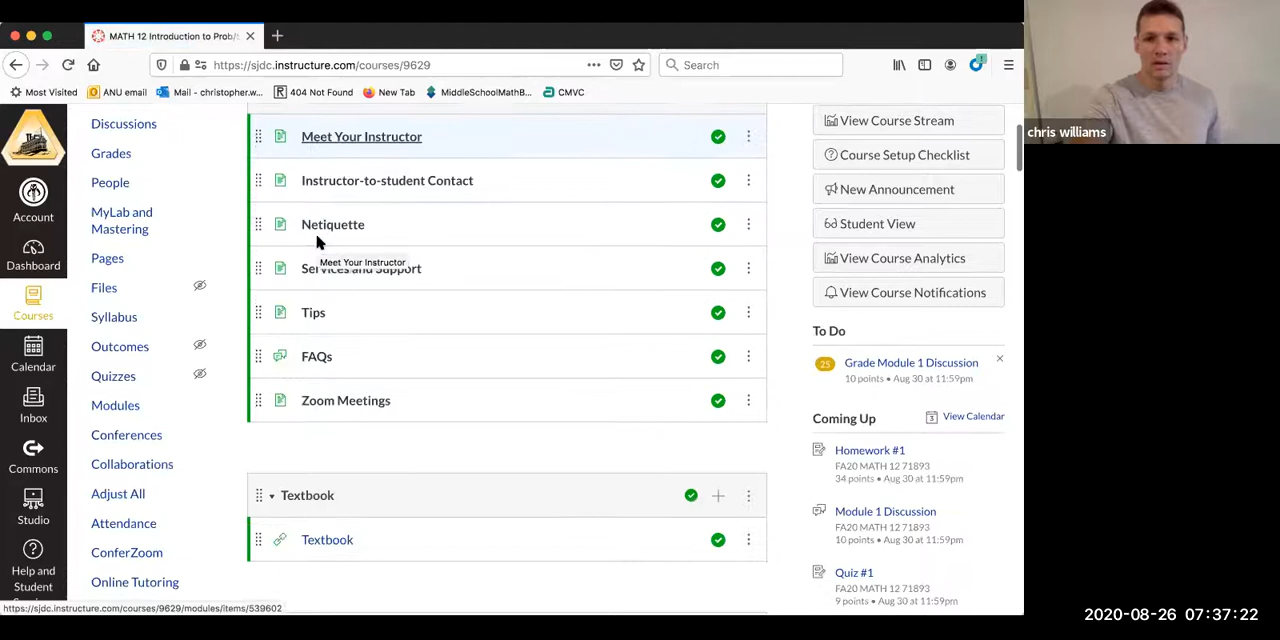 MATH 12 Introduction to Prob/
https://sjdc.instructure.com/courses/9629
Search
Most Visited
ANU email
Mail - christopher.w...
404 Not Found
New Tab
MiddleSchoolMathB...
CMVC
chris williams
Account
Dashboard
Courses
Calendar
Inbox
Commons
Studio
Help and
Student
Discussions
Grades
People
MyLab and
Mastering
Pages
Files
Syllabus
Outcomes
Quizzes
Modules
Conferences
Collaborations
Adjust All
Attendance
ConferZoom
Online Tutoring
Meet Your Instructor
Instructor-to-student Contact
Netiquette
Meet Your Instructor
Services and Support
Tips
FAQs
Zoom Meetings
Textbook
Textbook
View Course Stream
Course Setup Checklist
New Announcement
Student View
View Course Analytics
View Course Notifications
To Do
25
Grade Module 1 Discussion
10 points • Aug 30 at 11:59pm
Coming Up
3
View Calendar
Homework #1
FA20 MATH 12 71893
34 points • Aug 30 at 11:59pm
Module 1 Discussion
FA20 MATH 12 71893
10 points • Aug 30 at 11:59pm
Quiz #1
FA20 MATH 12 71893
9 points • Aug 30 at 11:59pm
https://sjdc.instructure.com/courses/9629/modules/items/539602
2020-08-26 07:37:22